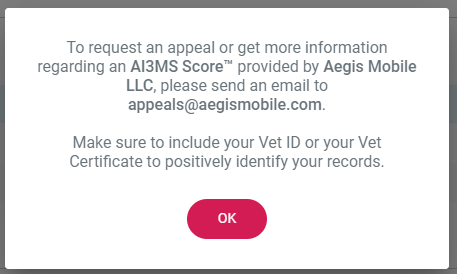 To request an appeal or get more information
regarding an AI3MS Score™ provided by Aegis Mobile
LLC, please send an email to
appeals@aegismobile.com.
Make sure to include your Vet ID or your Vet
Certificate to positively identify your records.
OK